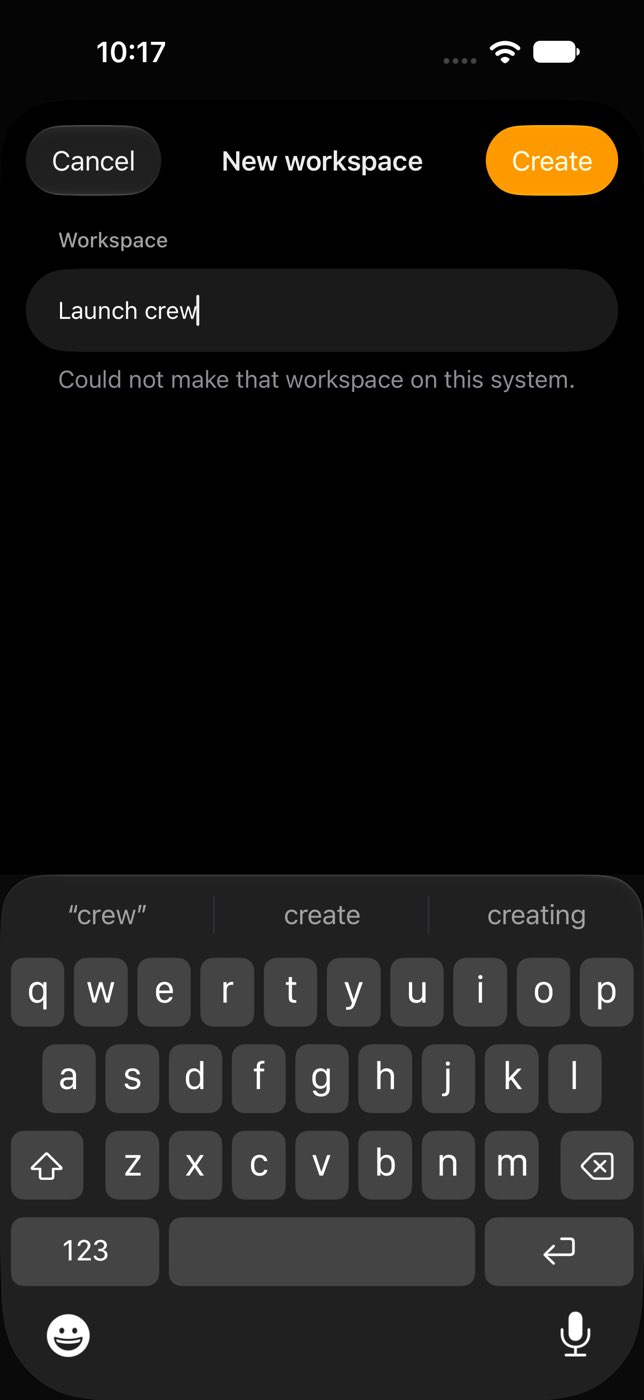 10:17
Cancel
New workspace
Create
Workspace
Launch crew
Could not make that workspace on this system.
“crew”
create
creating
q w e r t y u i o p
a s d f g h j k l
z x c v b n m
123